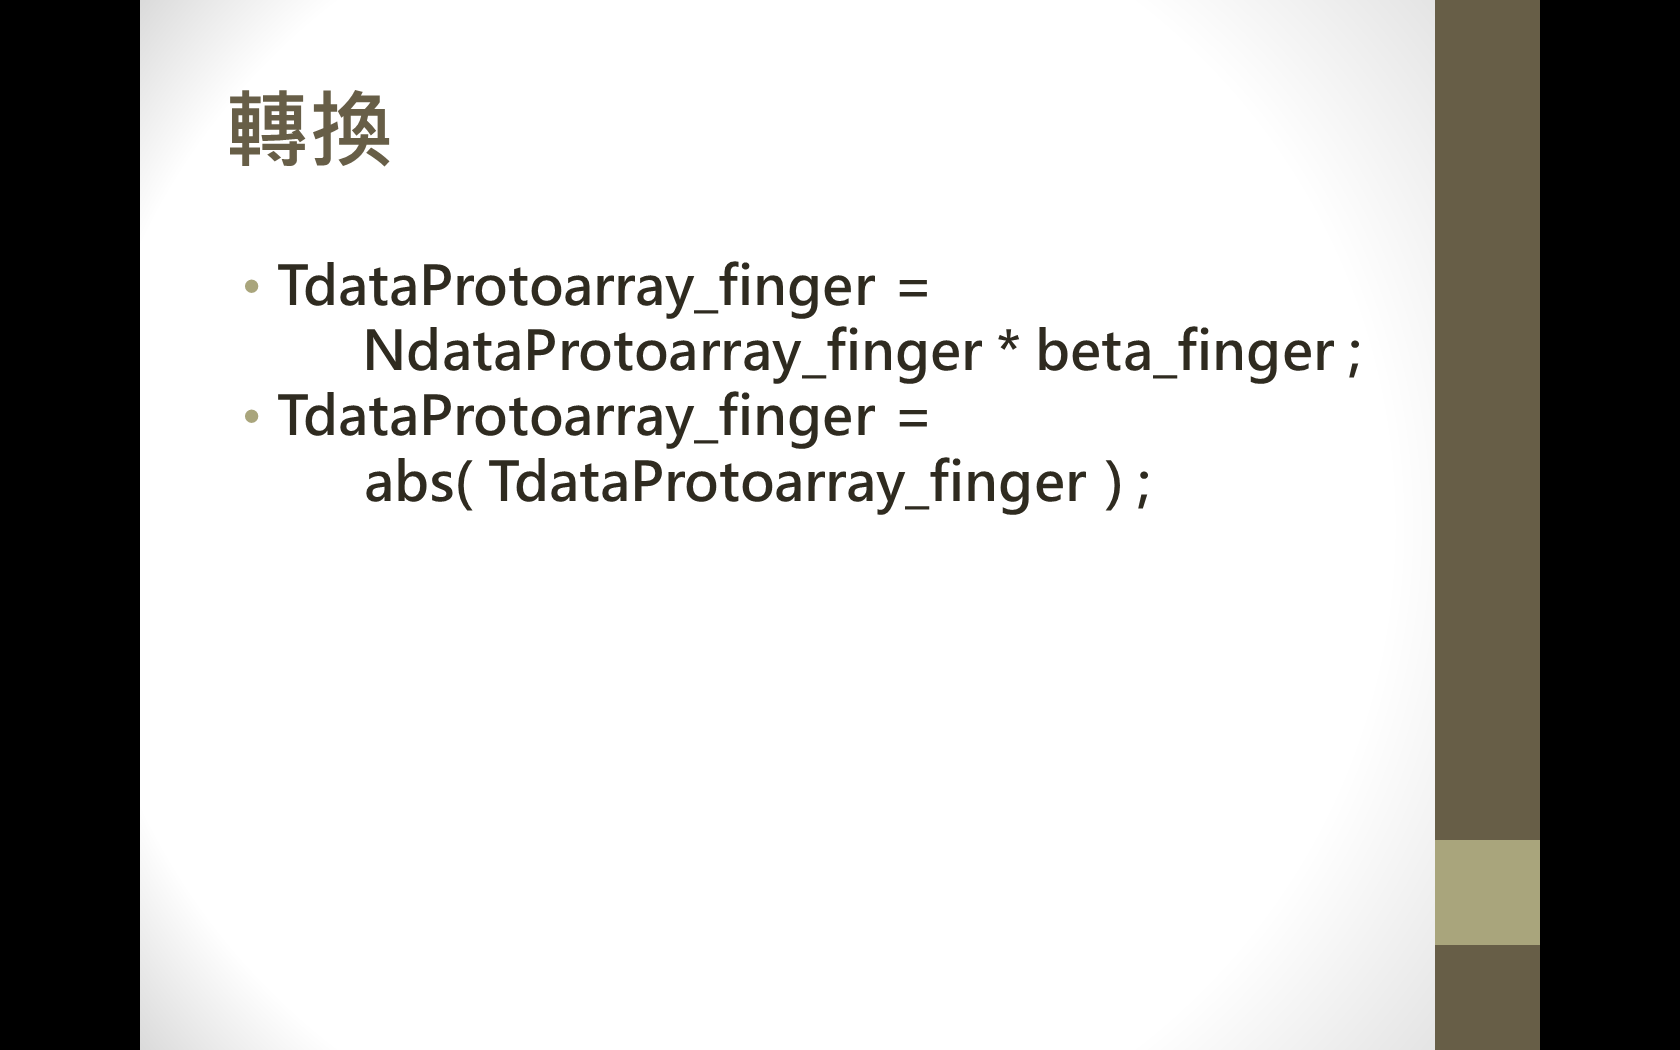 轉換
• TdataProtoarray_finger =
NdataProtoarray_finger * beta_finger ;
• TdataProtoarray_finger =
abs( TdataProtoarray_finger ) ;